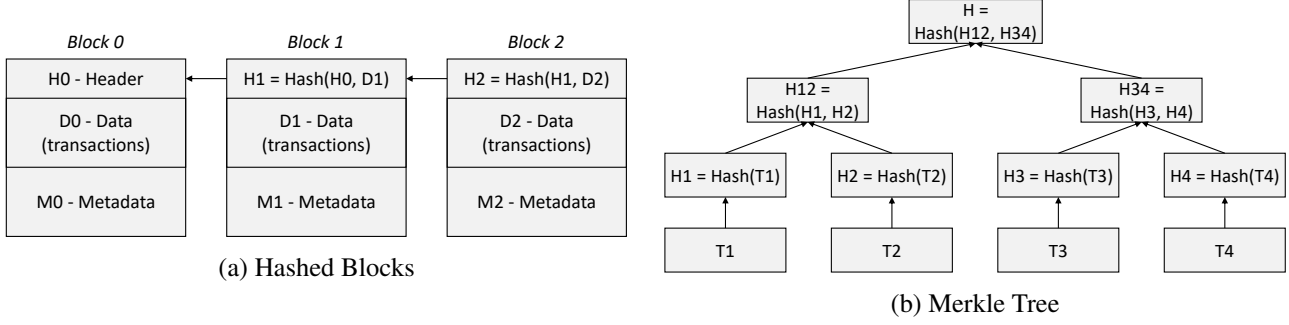 Block 0
H0 - Header
D0 - Data
(transactions)
M0 - Metadata
Block 1
H1 = Hash(H0, D1)
D1 - Data
(transactions)
M1 - Metadata
Block 2
H2 = Hash(H1, D2)
D2 - Data
(transactions)
M2 - Metadata
(a) Hashed Blocks
H =
Hash(H12, H34)
H12 =
Hash(H1, H2)
H34 =
Hash(H3, H4)
H1 = Hash(T1)
H2 = Hash(T2)
H3 = Hash(T3)
H4 = Hash(T4)
T1
T2
T3
T4
(b) Merkle Tree